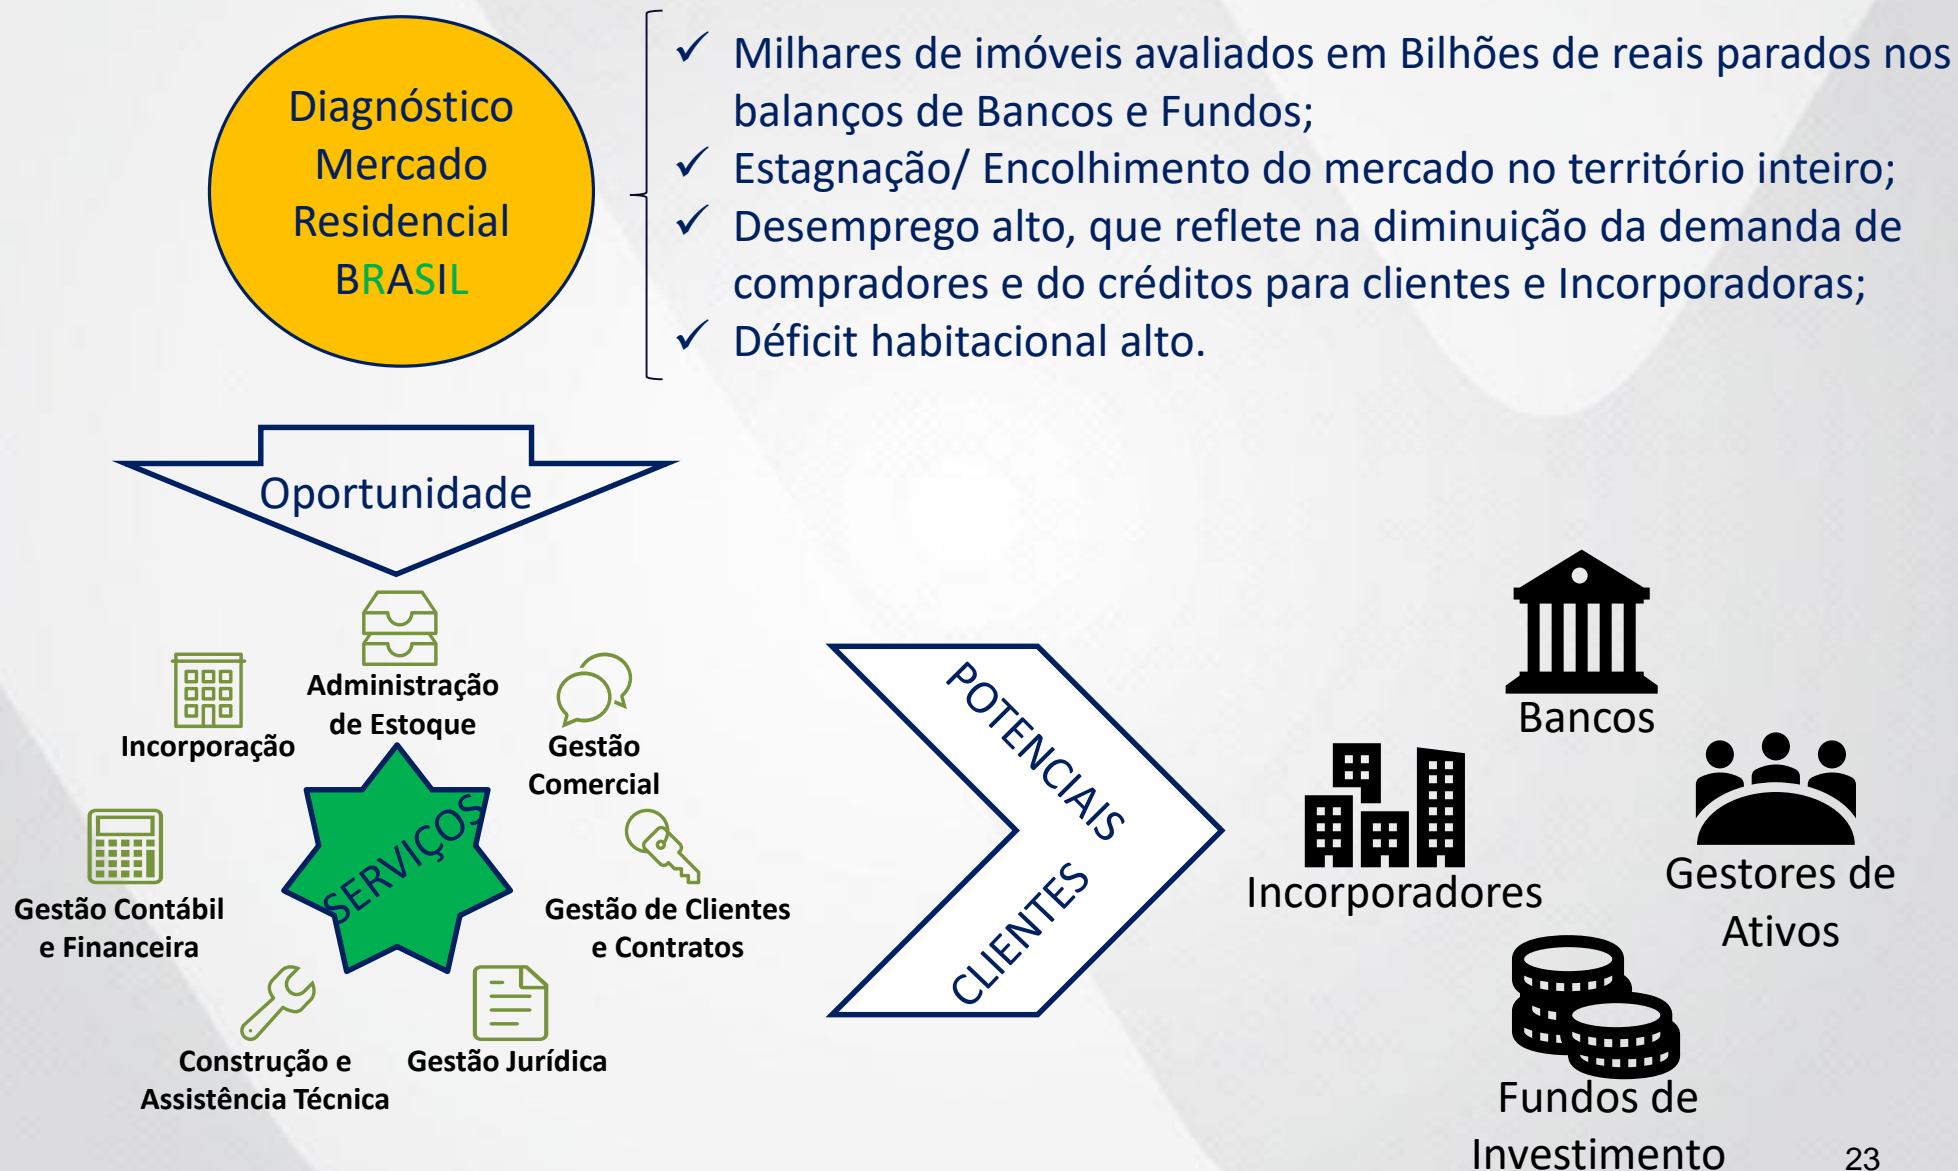 Diagnóstico
Mercado
Residencial
BRASIL
✓ Milhares de imóveis avaliados em Bilhões de reais parados nos
balanços de Bancos e Fundos;
✓ Estagnação/ Encolhimento do mercado no território inteiro;
✓ Desemprego alto, que reflete na diminuição da demanda de
compradores e do créditos para clientes e Incorporadoras;
✓ Déficit habitacional alto.
Oportunidade
Administração
de Estoque
Incorporação
Gestão
Comercial
SERVIÇOS
Gestão Contábil
e Financeira
Gestão de Clientes
e Contratos
Construção e
Assistência Técnica
Gestão Jurídica
POTENCIAIS
CLIENTES
Bancos
Incorporadores
Gestores de
Ativos
Fundos de
Investimento
23